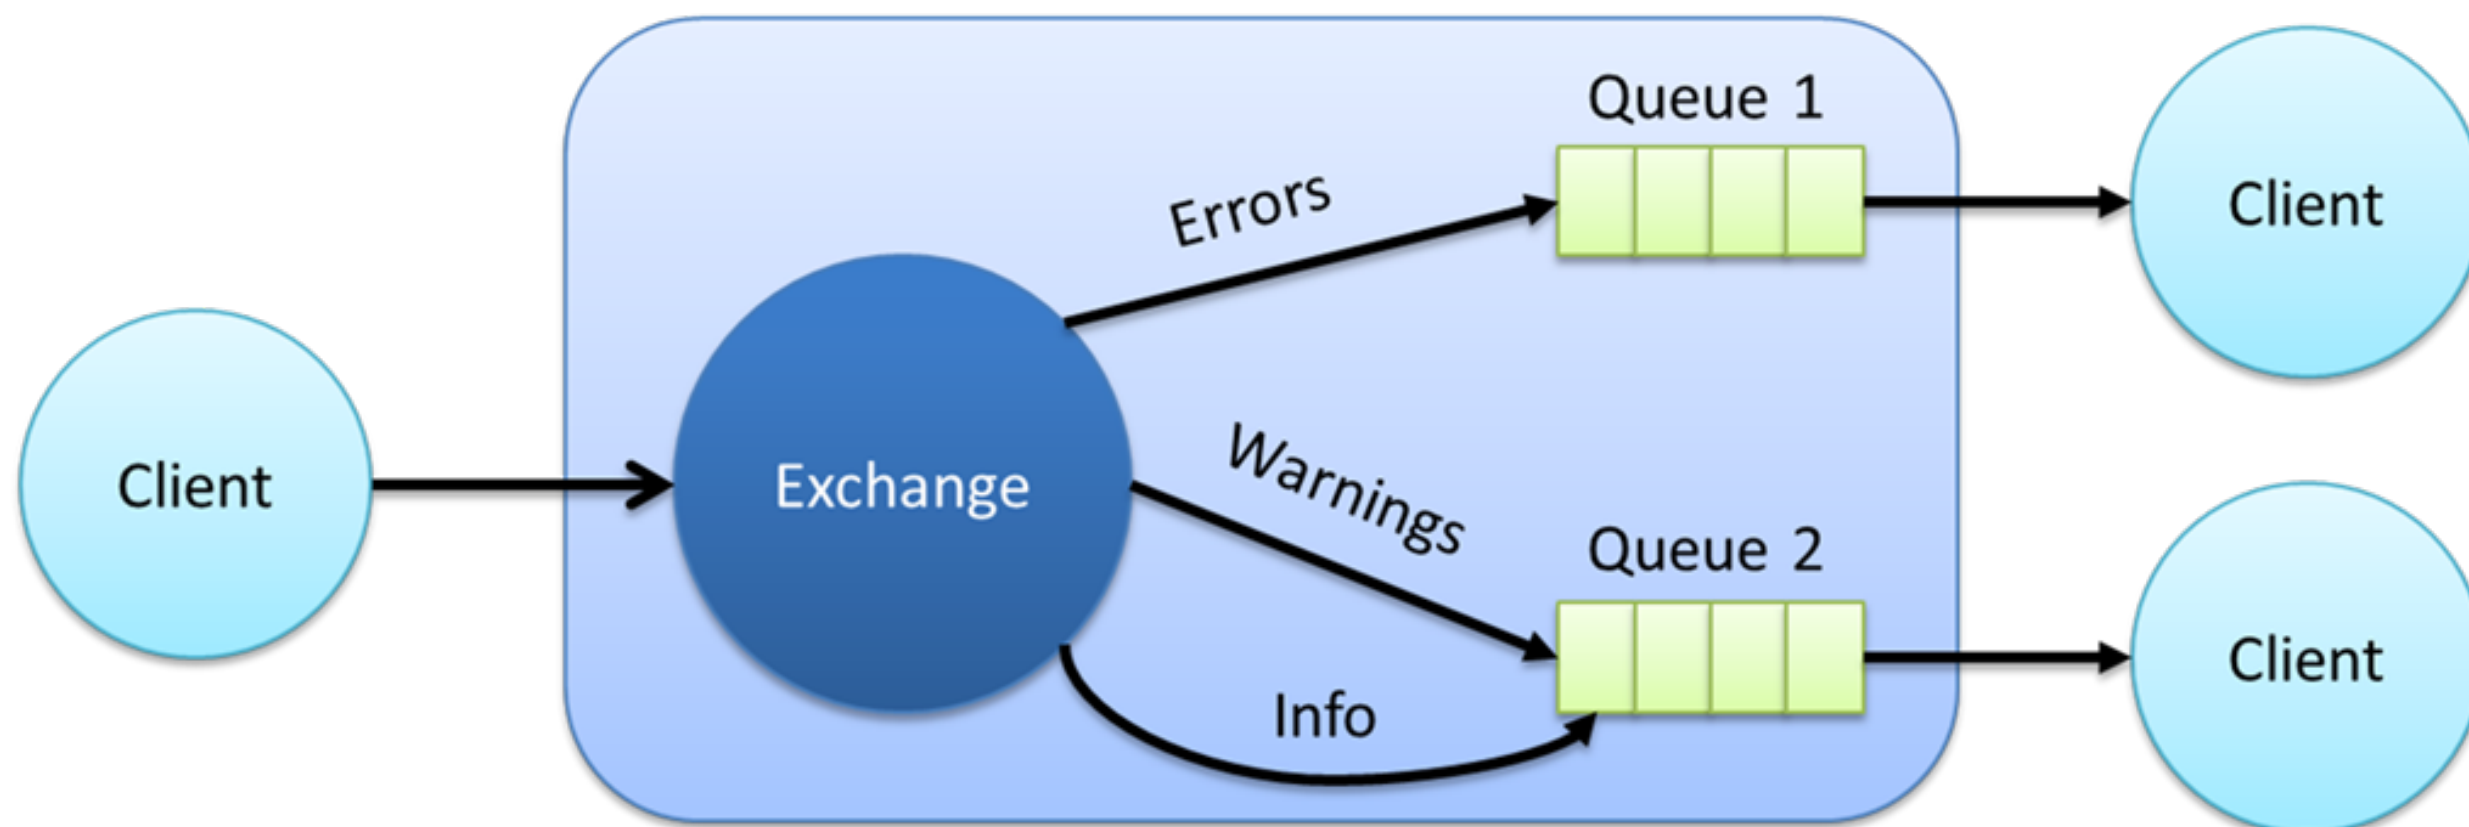 Queue 1
Errors
Client
Client
Exchange
Warnings
Queue 2
Info
Client